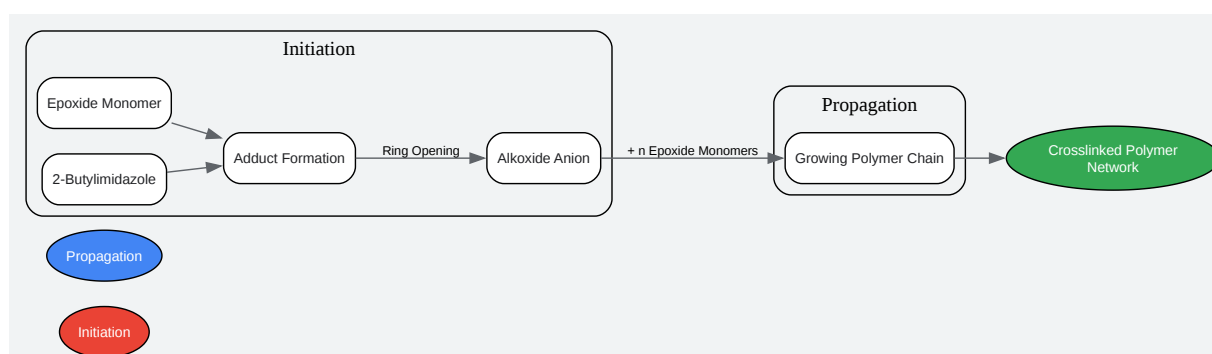 Initiation
Epoxide Monomer
2-Butylimidazole
Adduct Formation
Ring Opening
Alkoxide Anion
+ n Epoxide Monomers
Propagation
Growing Polymer Chain
Crosslinked Polymer
Network
Propagation
Initiation